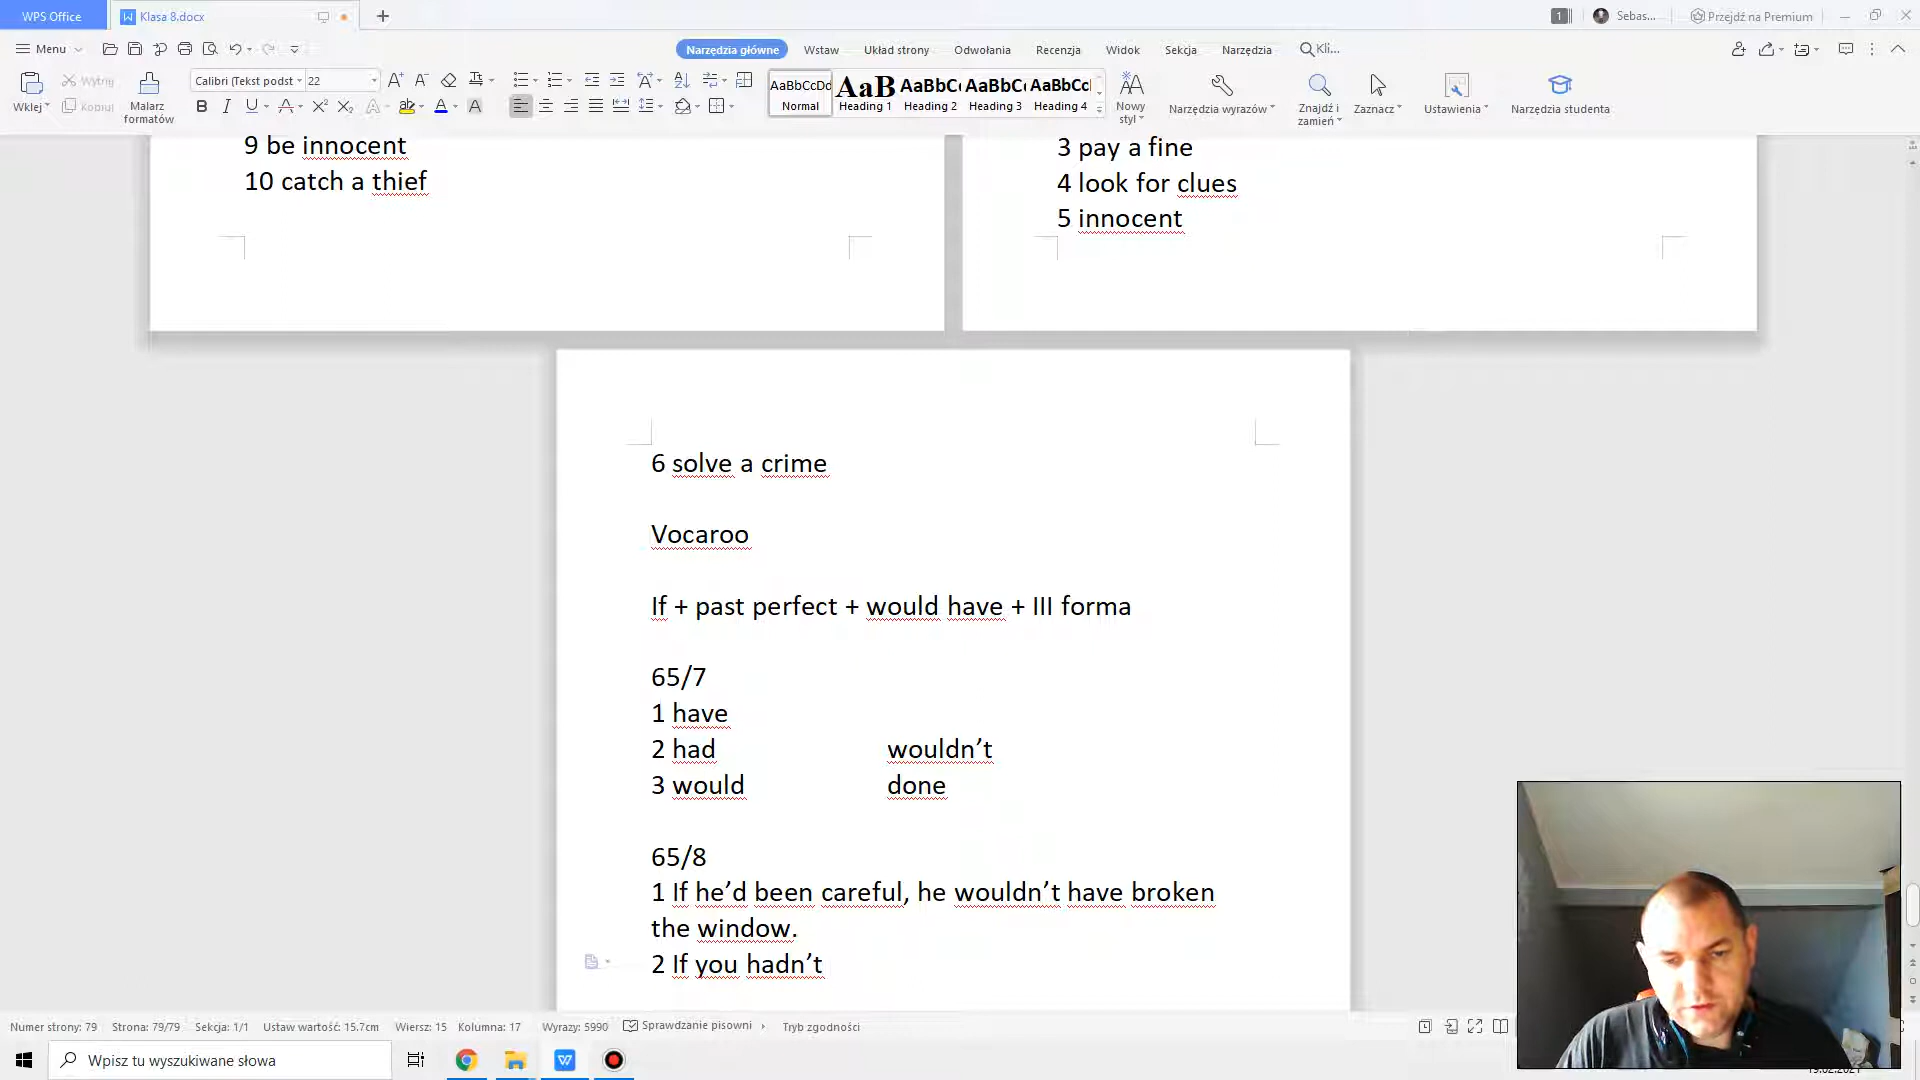 WPS Office
Klasa 8.docx
1
Sebas...
Przejdź na Premium
Menu
Narzędzia główne
Wstaw
Układ strony
Odwołania
Recenzja
Widok
Sekcja
Narzędzia
Kli...
Wklej
Wytnij
Kopiuj
Malarz formatów
Calibri (Tekst podst
22
AaBbCcDd
Normal
AaB
Heading 1
AaBbC
Heading 2
AaBbC
Heading 3
AaBbC
Heading 4
Nowy styl
Narzędzia wyrazów
Znajdź i zamień
Zaznacz
Ustawienia
Narzędzia studenta
9 be innocent
10 catch a thief
3 pay a fine
4 look for clues
5 innocent
6 solve a crime
Vocaroo
If + past perfect + would have + III forma
65/7
1 have
2 had wouldn’t
3 would done
65/8
1 If he’d been careful, he wouldn’t have broken
the window.
2 If you hadn’t
Numer strony: 79
Strona: 79/79
Sekcja: 1/1
Ustaw wartość: 15.7cm
Wiersz: 15
Kolumna: 17
Wyrazy: 5990
Sprawdzanie pisowni
Tryb zgodności
Wpisz tu wyszukiwane słowa